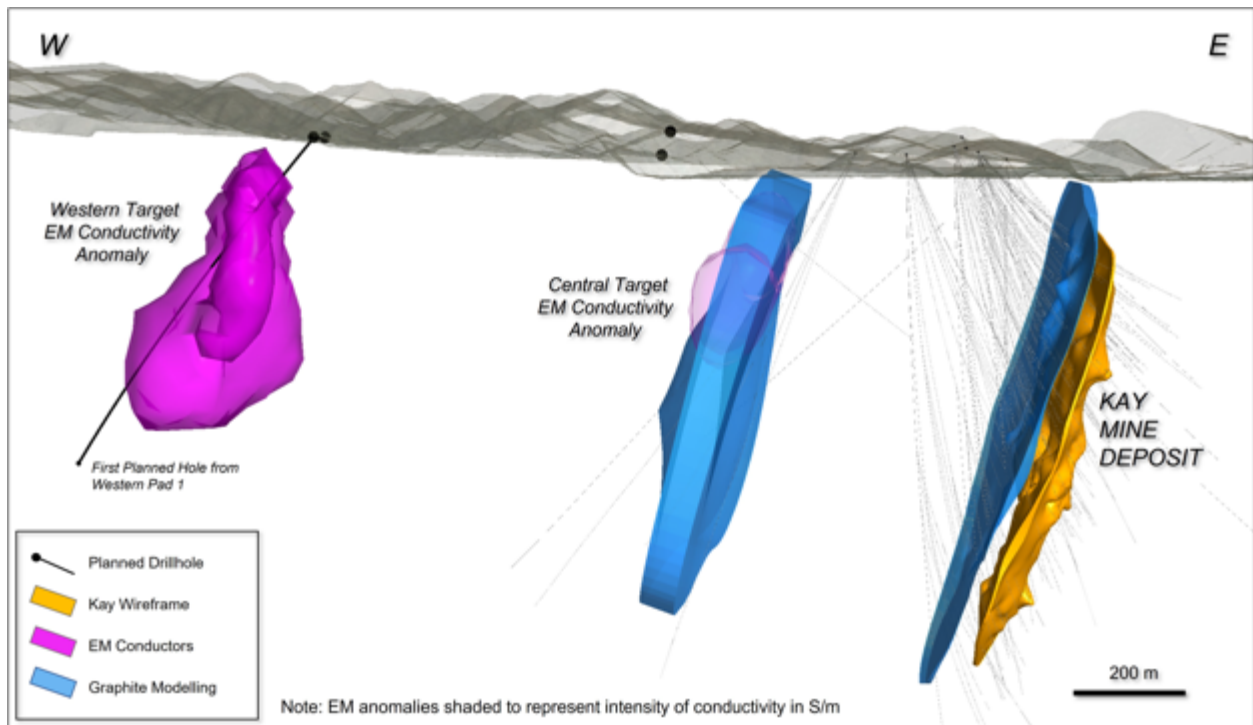 W
E
Western Target
EM Conductivity
Anomaly
Central Target
EM Conductivity
Anomaly
KAY
MINE
DEPOSIT
First Planned Hole from
Western Pad 1
Planned Drillhole
Kay Wireframe
EM Conductors
Graphite Modelling
200 m
Note: EM anomalies shaded to represent intensity of conductivity in S/m